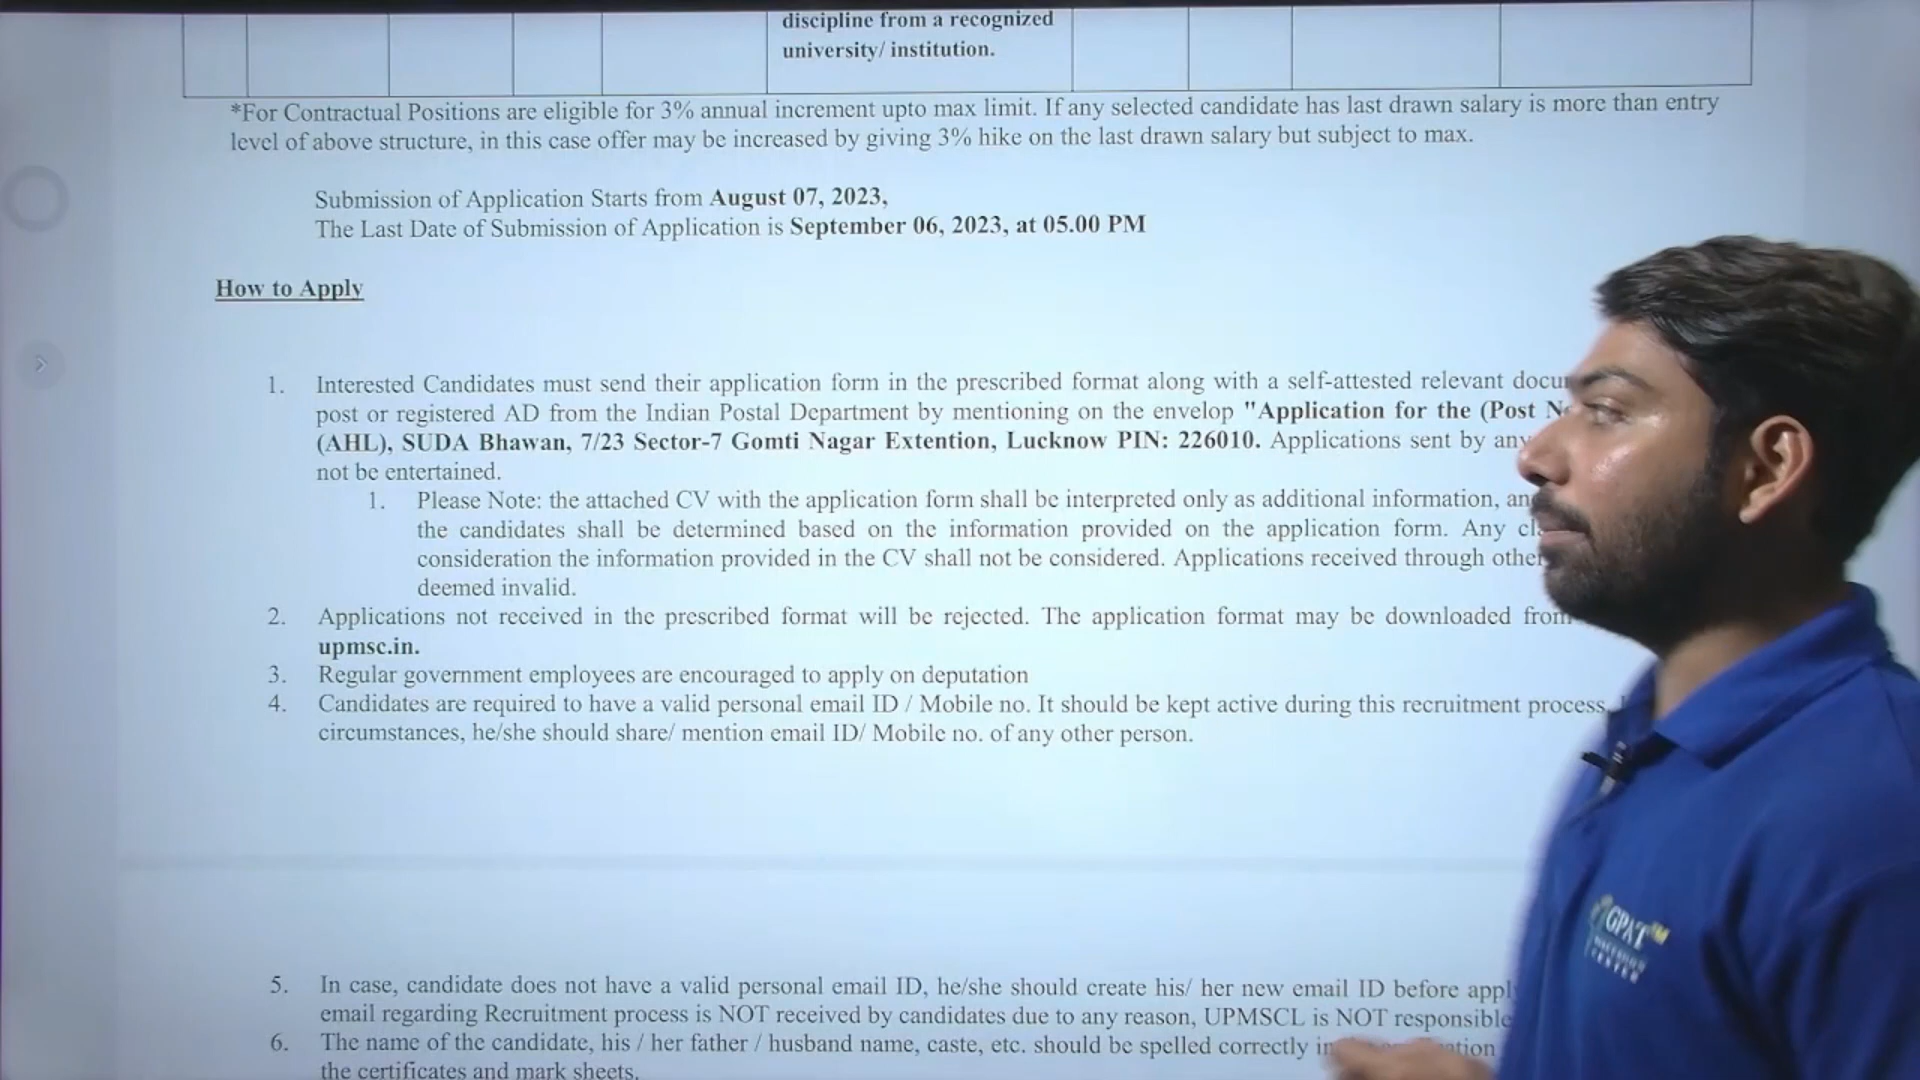 discipline from a recognized
university/ institution.
*For Contractual Positions are eligible for 3% annual increment upto max limit. If any selected candidate has last drawn salary is more than entry
level of above structure, in this case offer may be increased by giving 3% hike on the last drawn salary but subject to max.
Submission of Application Starts from August 07, 2023,
The Last Date of Submission of Application is September 06, 2023, at 05.00 PM
How to Apply
1. Interested Candidates must send their application form in the prescribed format along with a self-attested relevant
post or registered AD from the Indian Postal Department by mentioning on the envelop "Application for the (Post
(AHL), SUDA Bhawan, 7/23 Sector-7 Gomti Nagar Extention, Lucknow PIN: 226010. Applications sent by any
not be entertained.
1. Please Note: the attached CV with the application form shall be interpreted only as additional information,
the candidates shall be determined based on the information provided on the application form. Any
consideration the information provided in the CV shall not be considered. Applications received through other
deemed invalid.
2. Applications not received in the prescribed format will be rejected. The application format may be downloaded from
upmsc.in.
3. Regular government employees are encouraged to apply on deputation
4. Candidates are required to have a valid personal email ID / Mobile no. It should be kept active during this recruitment process.
circumstances, he/she should share/ mention email ID/ Mobile no. of any other person.
5. In case, candidate does not have a valid personal email ID, he/she should create his/ her new email ID before
email regarding Recruitment process is NOT received by candidates due to any reason, UPMSCL is NOT responsible
6. The name of the candidate, his / her father / husband name, caste, etc. should be spelled correctly in
the certificates and mark sheets.
GPAT